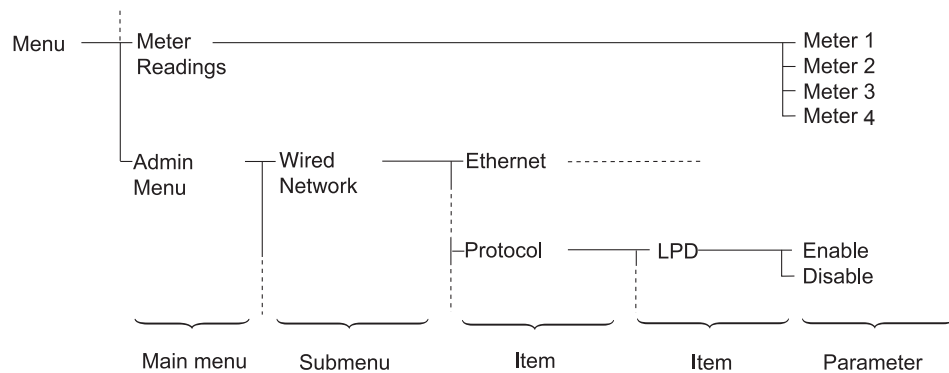 Menu Meter Readings Meter 1
Meter 2
Meter 3
Meter 4
Admin Menu Wired Network Ethernet
Protocol LPD Enable
Disable
Main menu Submenu Item Item Parameter